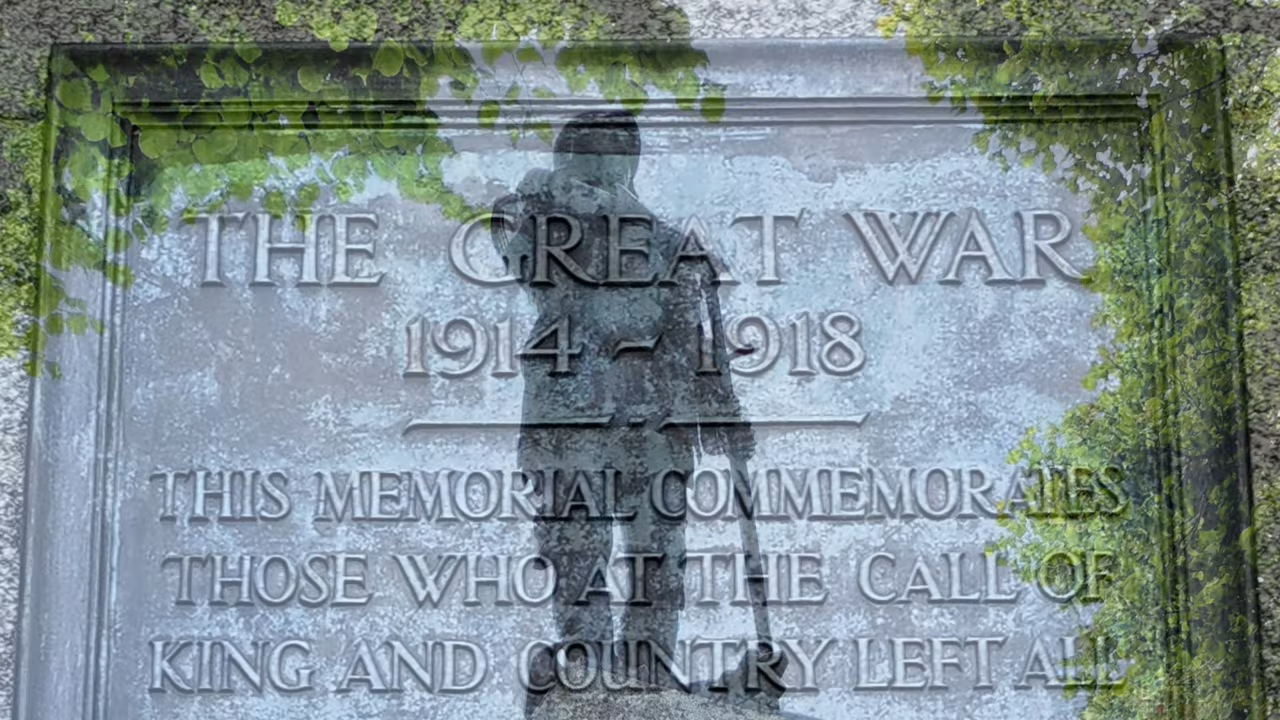 THE GREAT WAR
1914 ~ 1918
THIS MEMORIAL COMMEMORATES
THOSE WHO AT THE CALL OF
KING AND COUNTRY LEFT ALL